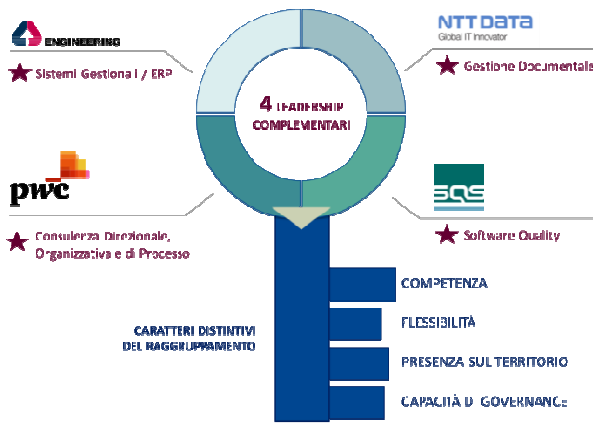 ENGINEERING
Sistemi Gestionali / ERP
NTT DATA
Global IT Innovator
Gestione Documentale
4 LEADERSHIP
COMPLEMENTARI
pwc
Consulenza Direzionale,
Organizzativa e di Processo
SQS
Software Quality
CARATTERI DISTINTIVI
DEL RAGGRUPPAMENTO
COMPETENZA
FLESSIBILITÀ
PRESENZA SUL TERRITORIO
CAPACITÀ DI GOVERNANCE